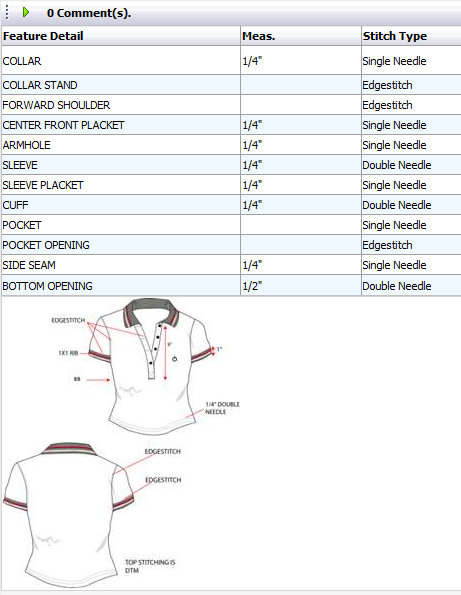 0 Comment(s).
Feature Detail Meas. Stitch Type
COLLAR 1/4" Single Needle
COLLAR STAND Edgestitch
FORWARD SHOULDER Edgestitch
CENTER FRONT PLACKET 1/4" Single Needle
ARMHOLE 1/4" Single Needle
SLEEVE 1/4" Double Needle
SLEEVE PLACKET 1/4" Single Needle
CUFF 1/4" Double Needle
POCKET Single Needle
POCKET OPENING Edgestitch
SIDE SEAM 1/4" Single Needle
BOTTOM OPENING 1/2" Double Needle
EDGESTITCH
1X1 RIB
1"
1/4" DOUBLE
NEEDLE
EDGESTITCH
EDGESTITCH
TOP STITCHING IS
DTM